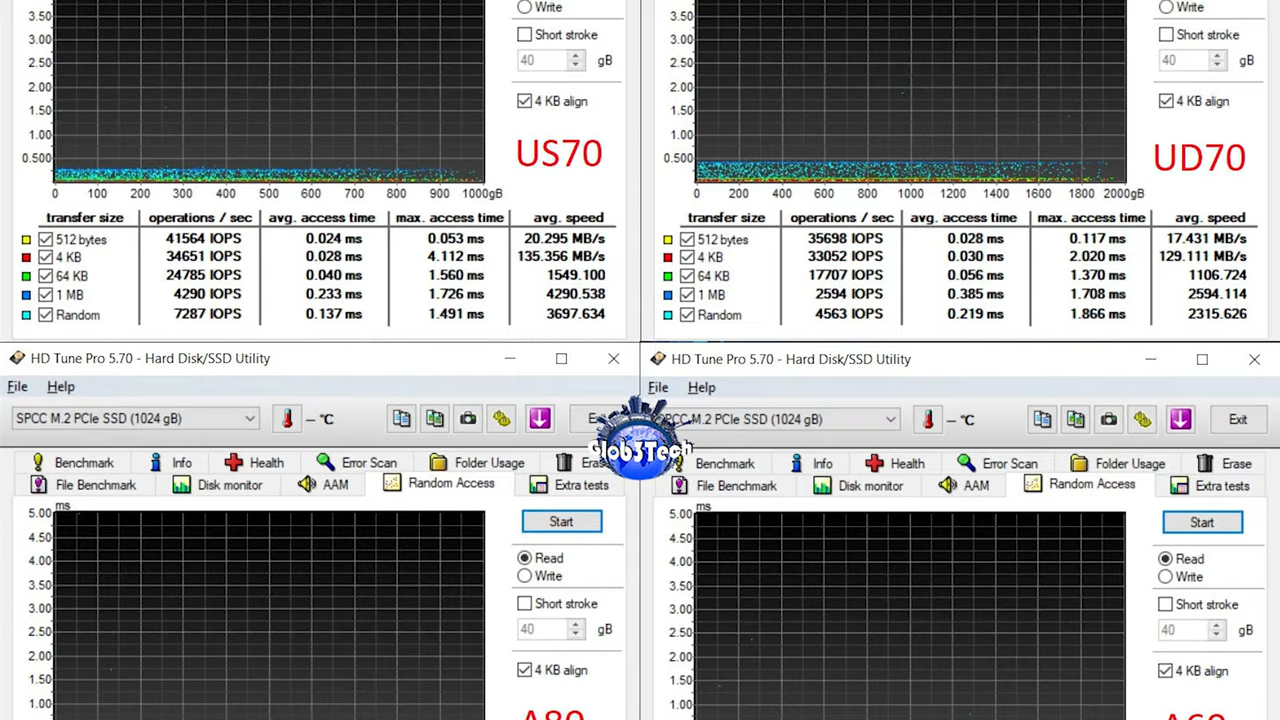 3.50
3.00
2.50
2.00
1.50
1.00
0.500
0 100 200 300 400 500 600 700 800 900 1000gB
Write
Short stroke
40 gB
4 KB align
US70
transfer size operations / sec avg. access time max. access time avg. speed
512 bytes 41564 IOPS 0.024 ms 0.053 ms 20.295 MB/s
4 KB 34651 IOPS 0.028 ms 4.112 ms 135.356 MB/s
64 KB 24785 IOPS 0.040 ms 1.560 ms 1549.100
1 MB 4290 IOPS 0.233 ms 1.726 ms 4290.538
Random 7287 IOPS 0.137 ms 1.491 ms 3697.634
3.50
3.00
2.50
2.00
1.50
1.00
0.500
0 200 400 600 800 1000 1200 1400 1600 1800 2000gB
Write
Short stroke
40 gB
4 KB align
UD70
transfer size operations / sec avg. access time max. access time avg. speed
512 bytes 35698 IOPS 0.028 ms 0.117 ms 17.431 MB/s
4 KB 33052 IOPS 0.030 ms 2.020 ms 129.111 MB/s
64 KB 17707 IOPS 0.056 ms 1.370 ms 1106.724
1 MB 2594 IOPS 0.385 ms 1.708 ms 2594.114
Random 4563 IOPS 0.219 ms 1.866 ms 2315.626
HD Tune Pro 5.70 - Hard Disk/SSD Utility
File Help
SPCC M.2 PCIe SSD (1024 gB) – °C
Benchmark Info Health Error Scan Folder Usage
File Benchmark Disk monitor AAM Random Access Extra tests
ms
5.00
4.50
4.00
3.50
3.00
2.50
2.00
1.50
1.00
Start
Read
Write
Short stroke
40 gB
4 KB align
Glob3Tech
HD Tune Pro 5.70 - Hard Disk/SSD Utility
File Help
M.2 PCIe SSD (1024 gB) – °C Exit
Benchmark Info Health Error Scan Folder Usage Erase
File Benchmark Disk monitor AAM Random Access Extra tests
ms
5.00
4.50
4.00
3.50
3.00
2.50
2.00
1.50
1.00
Start
Read
Write
Short stroke
40 gB
4 KB align